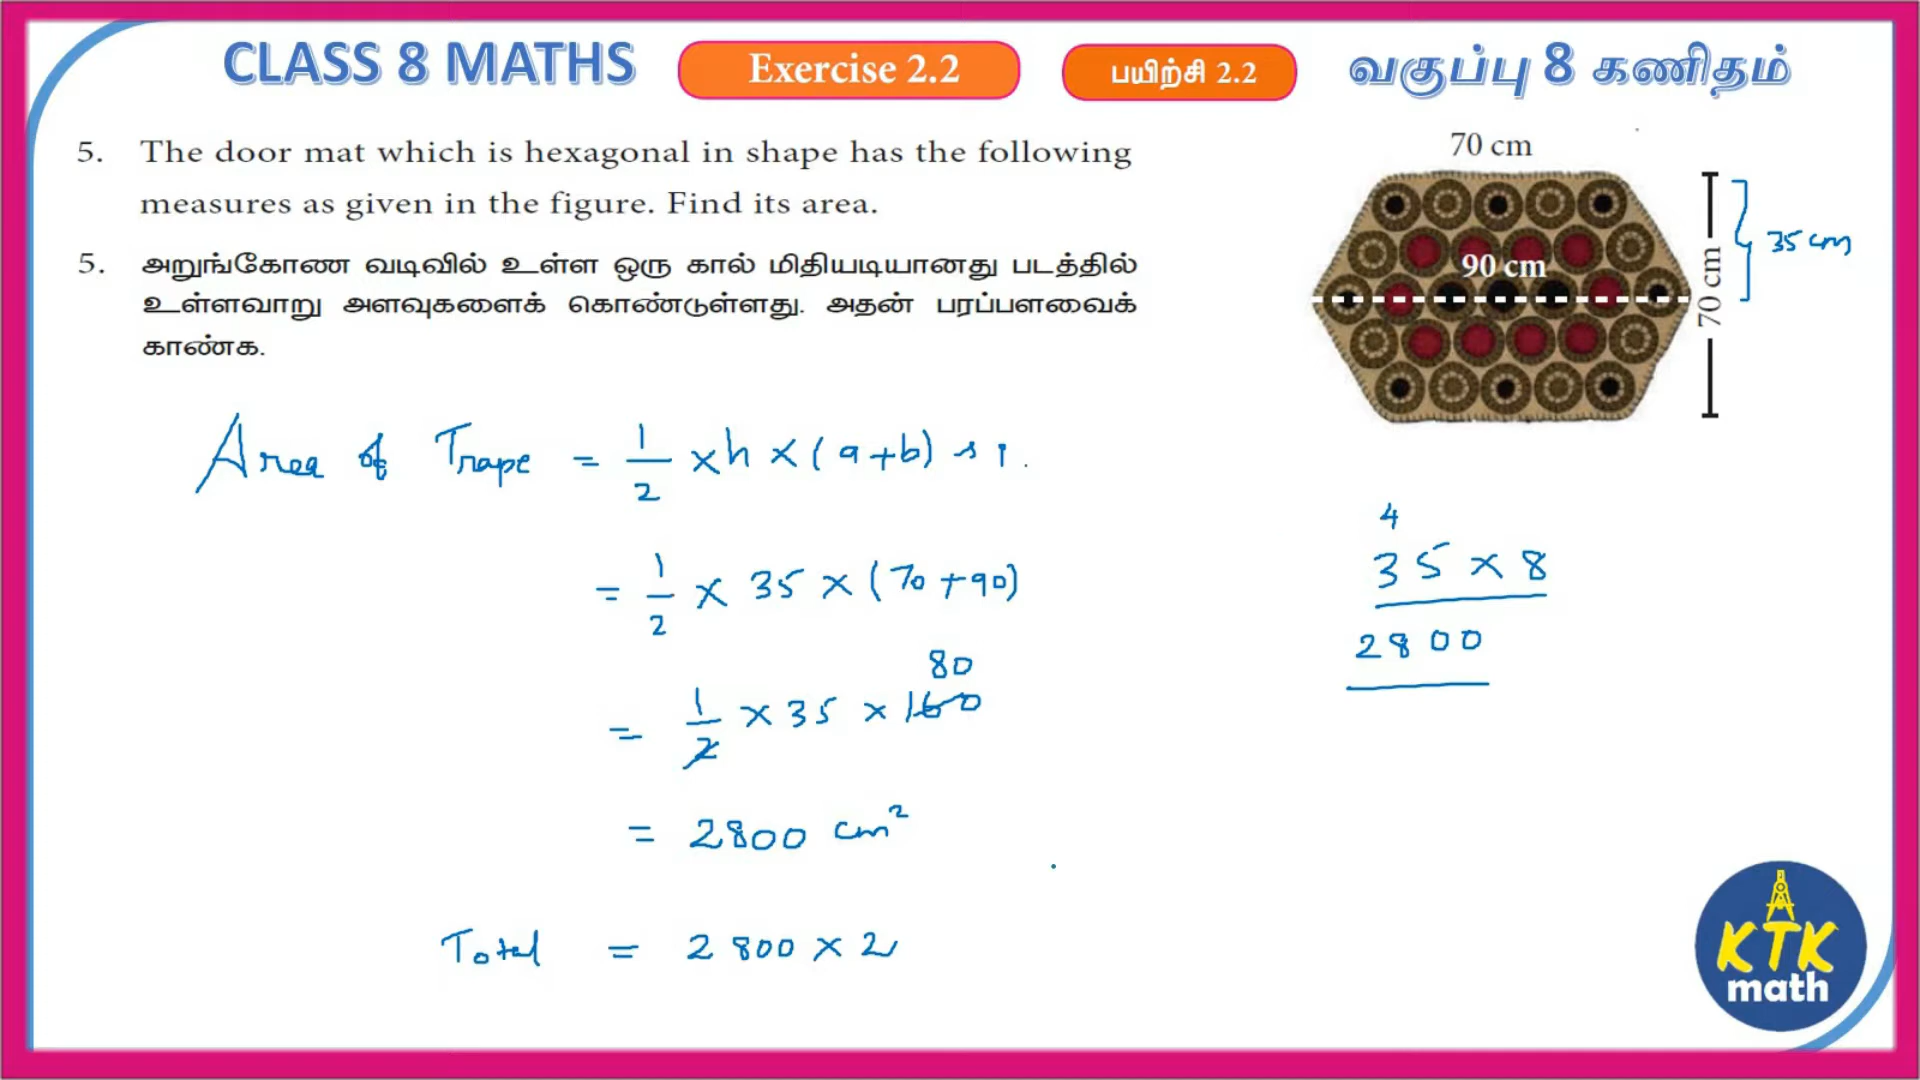 CLASS 8 MATHS Exercise 2.2 பயிற்சி 2.2 வகுப்பு 8 கணிதம்
5. The door mat which is hexagonal in shape has the following
measures as given in the figure. Find its area.
5. அறுங்கோண வடிவில் உள்ள ஒரு கால் மிதியடியானது படத்தில்
உள்ளவாறு அளவுகளைக் கொண்டுள்ளது. அதன் பரப்பளவைக்
காண்க.
70 cm
90 cm
70 cm
35 cm
Area of Trape = 1/2 × h × (a+b)
= 1/2 × 35 × (70+90)
80
= 1/2 × 35 × 160
= 2800 cm²
Total = 2800 × 2
4
35 × 8
2800
KTK
math